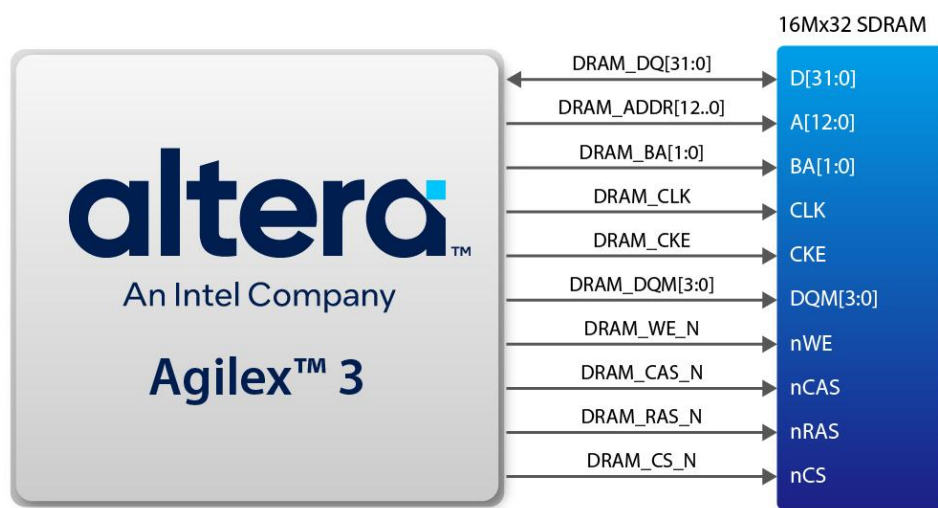 16Mx32 SDRAM
DRAM_DQ[31:0]
D[31:0]
DRAM_ADDR[12..0]
A[12:0]
DRAM_BA[1:0]
BA[1:0]
DRAM_CLK
CLK
DRAM_CKE
CKE
DRAM_DQM[3:0]
DQM[3:0]
DRAM_WE_N
nWE
DRAM_CAS_N
nCAS
DRAM_RAS_N
nRAS
DRAM_CS_N
nCS
altera™
An Intel Company
Agilex™ 3